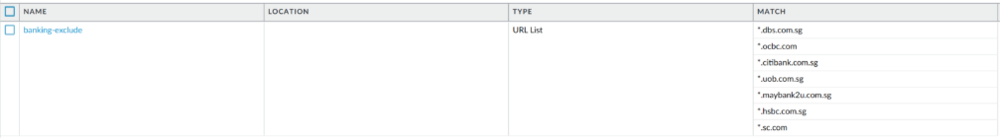 NAME LOCATION TYPE MATCH
banking-exclude URL List *.dbs.com.sg
*.ocbc.com
*.citibank.com.sg
*.uob.com.sg
*.maybank2u.com.sg
*.hsbc.com.sg
*.sc.com